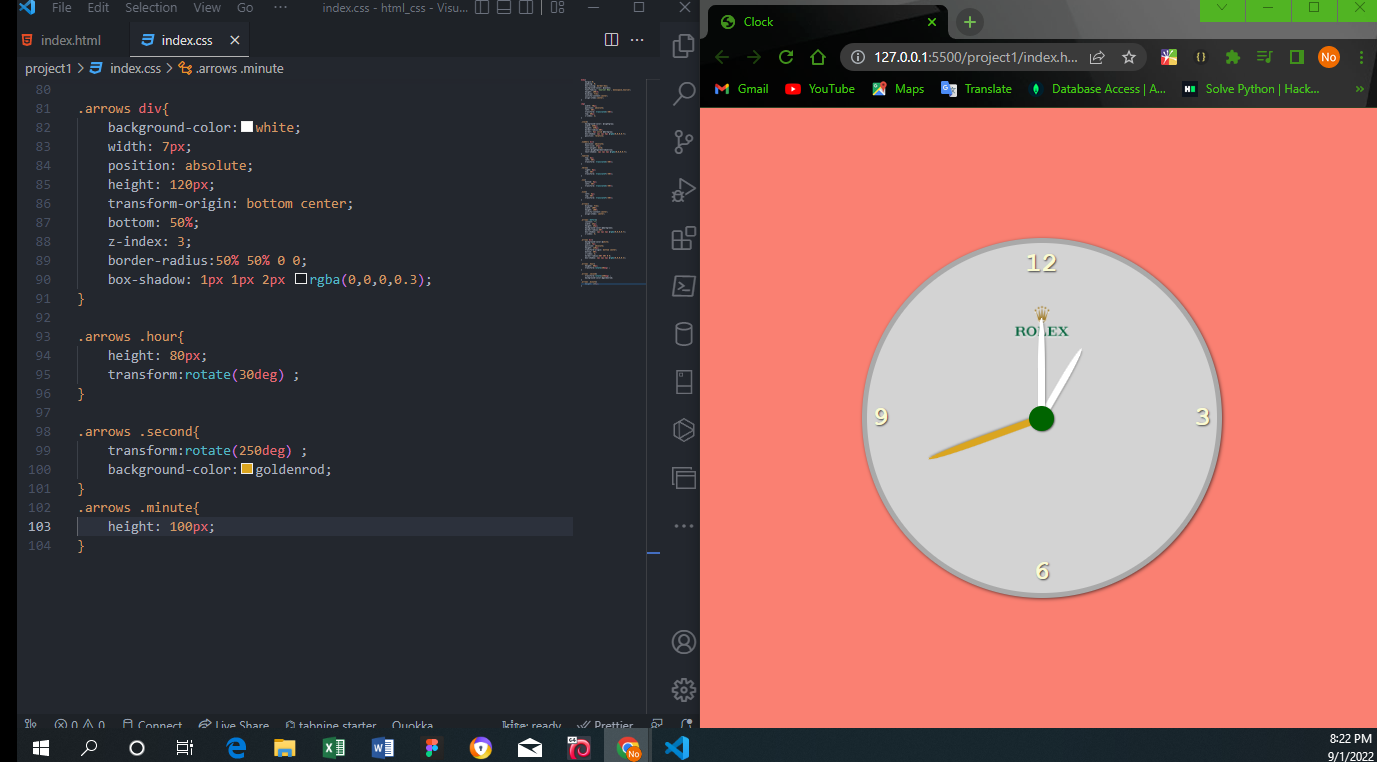 File Edit Selection View Go ··· index.css - html_css - Visu...
index.html index.css
project1 > index.css > .arrows .minute
80
81 .arrows div{
82 background-color: white;
83 width: 7px;
84 position: absolute;
85 height: 120px;
86 transform-origin: bottom center;
87 bottom: 50%;
88 z-index: 3;
89 border-radius:50% 50% 0 0;
90 box-shadow: 1px 1px 2px rgba(0,0,0,0.3);
91 }
92
93 .arrows .hour{
94 height: 80px;
95 transform:rotate(30deg) ;
96 }
97
98 .arrows .second{
99 transform:rotate(250deg) ;
100 background-color: goldenrod;
101 }
102 .arrows .minute{
103 height: 100px;
104 }
0 0 Connect Live Share tabnine starter Quokka kite: ready Prettier
Clock
127.0.0.1:5500/project1/index.h...
No
Gmail YouTube Maps Translate Database Access | A... Solve Python | Hack... »
12
ROLEX
9
3
6
8:22 PM
9/1/2022